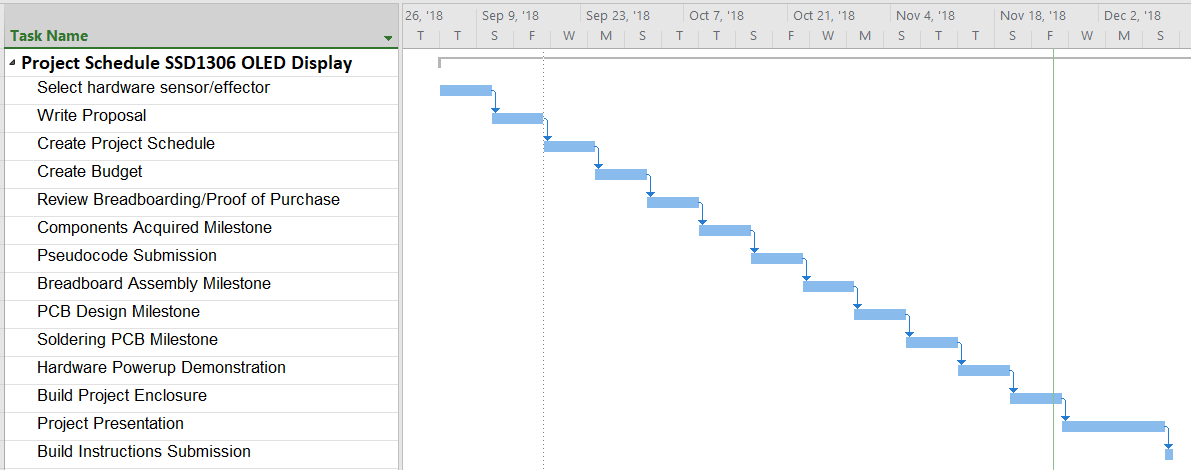 26, '18 Sep 9, '18 Sep 23, '18 Oct 7, '18 Oct 21, '18 Nov 4, '18 Nov 18, '18 Dec 2, '18
Task Name T T S F W M S T T S F W M S T T S F W M S
Project Schedule SSD1306 OLED Display
Select hardware sensor/effector
Write Proposal
Create Project Schedule
Create Budget
Review Breadboarding/Proof of Purchase
Components Acquired Milestone
Pseudocode Submission
Breadboard Assembly Milestone
PCB Design Milestone
Soldering PCB Milestone
Hardware Powerup Demonstration
Build Project Enclosure
Project Presentation
Build Instructions Submission